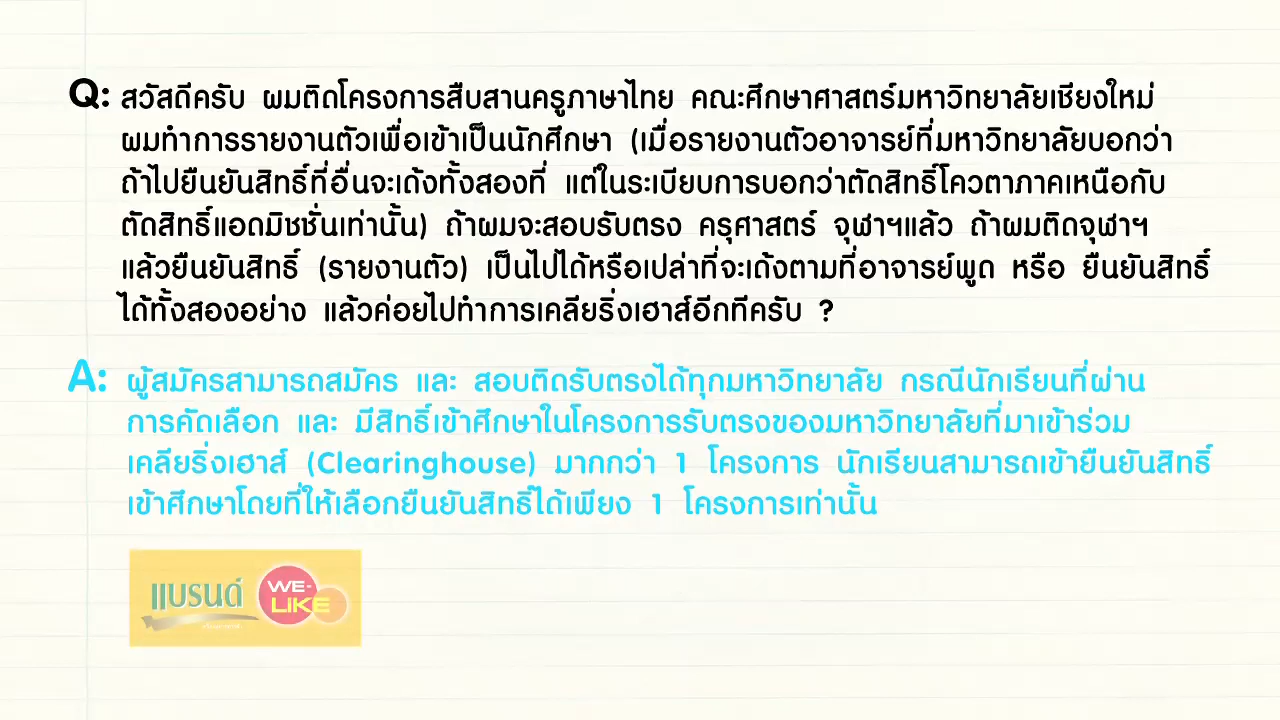 Q: สวัสดีครับ ผมติดโครงการสืบสานครูภาษาไทย คณะศึกษาศาสตร์มหาวิทยาลัยเชียงใหม่
ผมทำการรายงานตัวเพื่อเข้าเป็นนักศึกษา (เมื่อรายงานตัวอาจารย์ที่มหาวิทยาลัยบอกว่า
ถ้าไปยืนยันสิทธิ์ที่อื่นจะเด้งทั้งสองที่ แต่ในระเบียบการบอกว่าตัดสิทธิ์โควตาภาคเหนือกับ
ตัดสิทธิ์แอดมิชชั่นเท่านั้น) ถ้าผมจะสอบรับตรง ครุศาสตร์ จุฬาฯแล้ว ถ้าผมติดจุฬาฯ
แล้วยืนยันสิทธิ์ (รายงานตัว) เป็นไปได้หรือเปล่าที่จะเด้งตามที่อาจารย์พูด หรือ ยืนยันสิทธิ์
ได้ทั้งสองอย่าง แล้วค่อยไปทำการเคลียริ่งเฮาส์อีกทีครับ ?
A: ผู้สมัครสามารถสมัคร และ สอบติดรับตรงได้ทุกมหาวิทยาลัย กรณีนักเรียนที่ผ่าน
การคัดเลือก และ มีสิทธิ์เข้าศึกษาในโครงการรับตรงของมหาวิทยาลัยที่มาเข้าร่วม
เคลียริ่งเฮาส์ (Clearinghouse) มากกว่า 1 โครงการ นักเรียนสามารถเข้ายืนยันสิทธิ์
เข้าศึกษาโดยที่ให้เลือกยืนยันสิทธิ์ได้เพียง 1 โครงการเท่านั้น
แบรนด์ WE-
LIKE